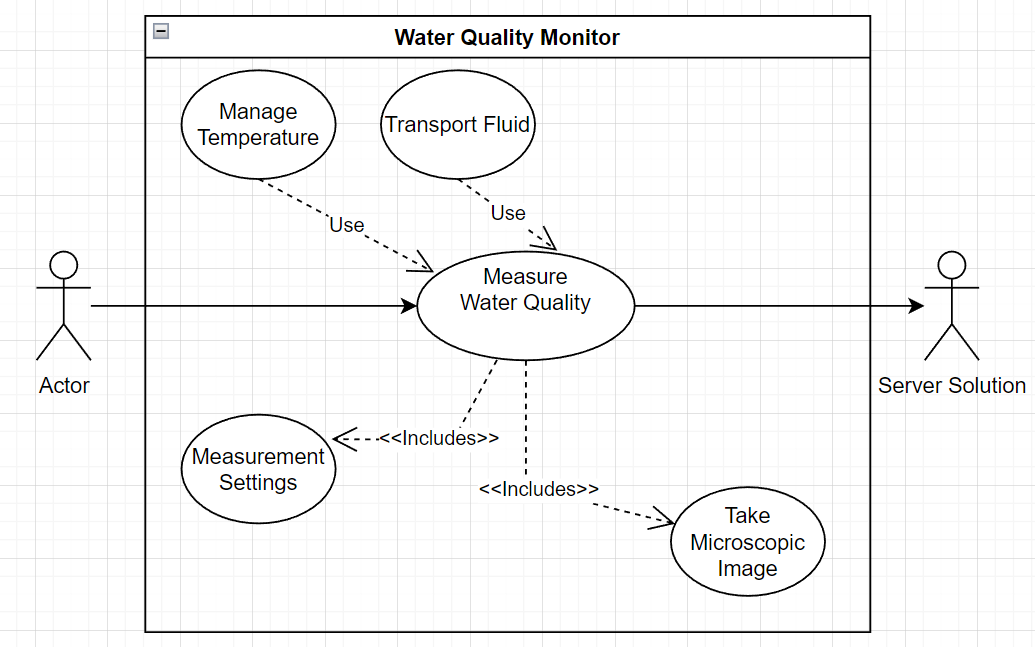 Water Quality Monitor
Manage
Temperature
Transport Fluid
Use
Use
Measure
Water Quality
Actor
Server Solution
<<Includes>>
Measurement
Settings
<<Includes>>
Take
Microscopic
Image